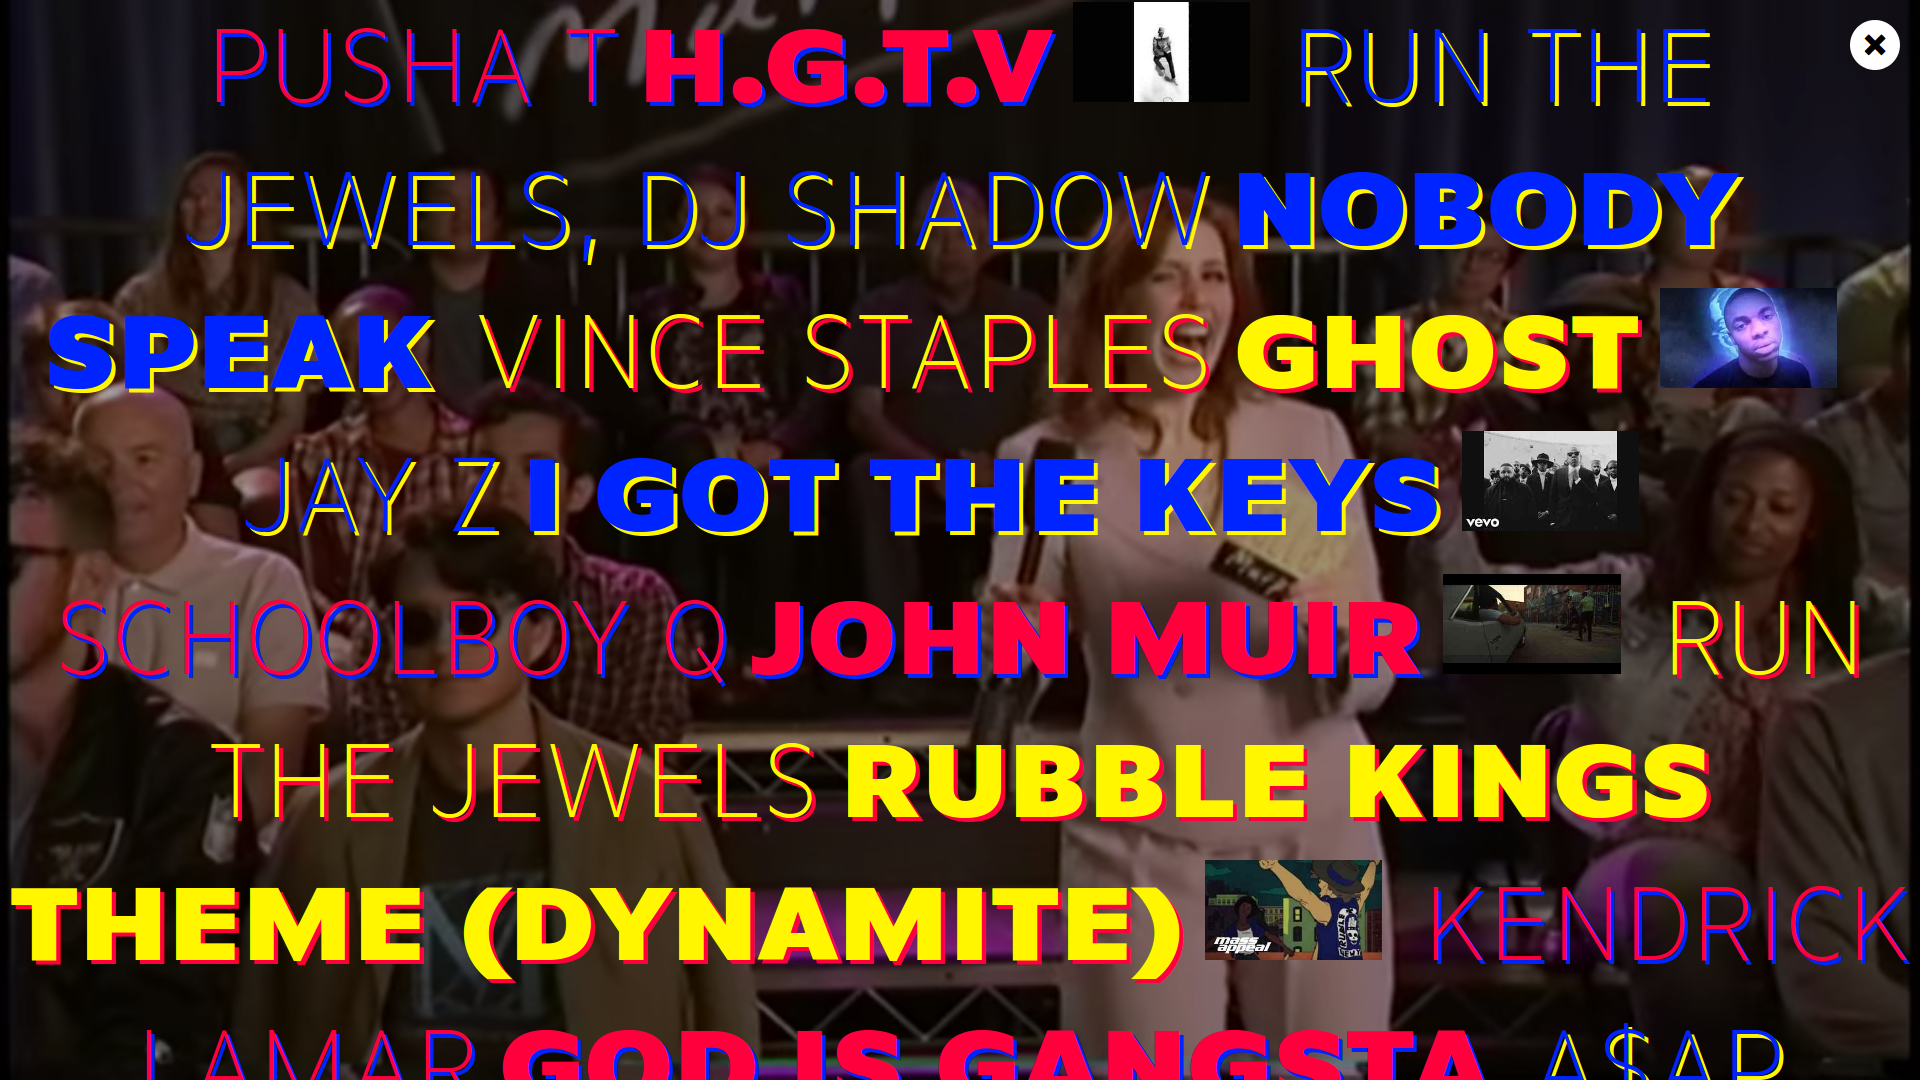 PUSHA T H.G.T.V RUN THE
JEWELS, DJ SHADOW NOBODY
SPEAK VINCE STAPLES GHOST
JAY Z I GOT THE KEYS
vevo
SCHOOLBOY Q JOHN MUIR RUN
THE JEWELS RUBBLE KINGS
THEME (DYNAMITE) KENDRICK
mass
appeal
LAMAR GOD IS GANGSTA A$AP